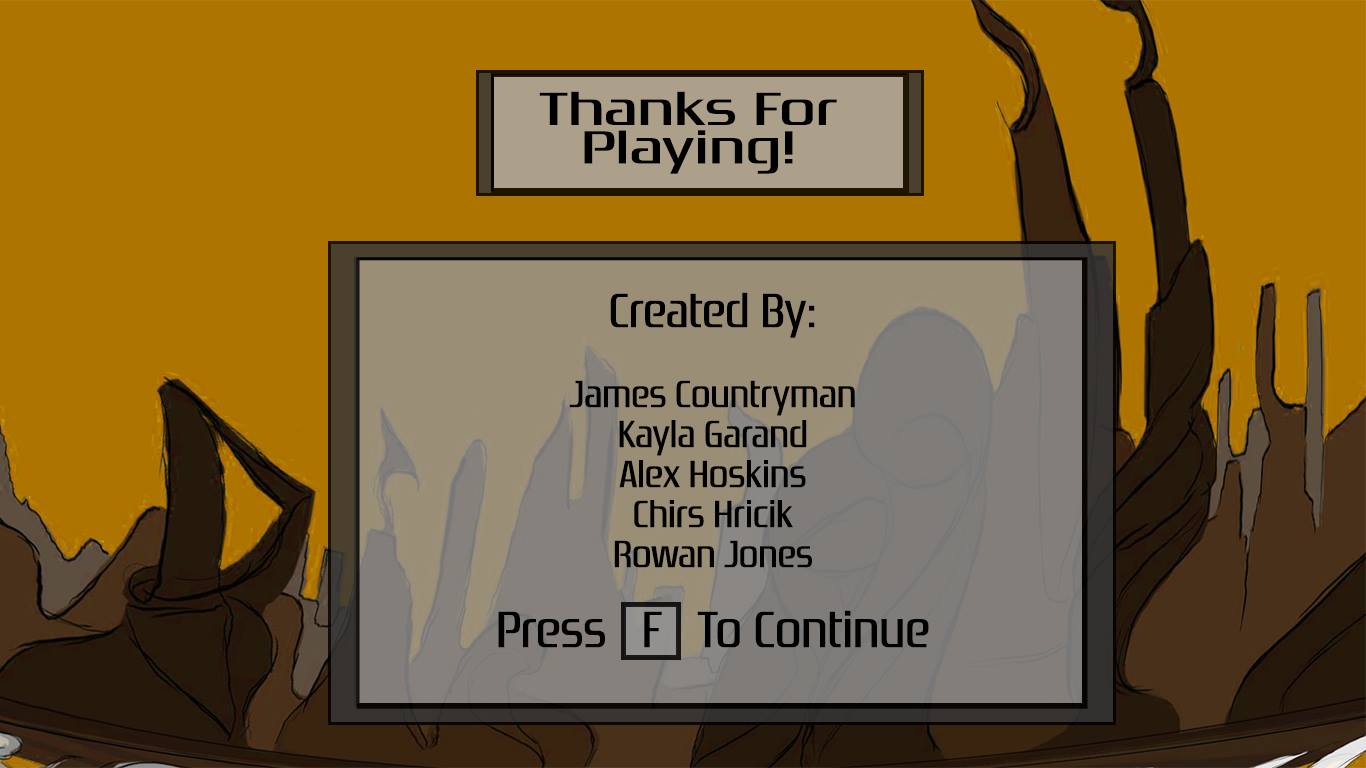 Thanks For
Playing!
Created By:
James Countryman
Kayla Garand
Alex Hoskins
Chirs Hricik
Rowan Jones
Press F To Continue